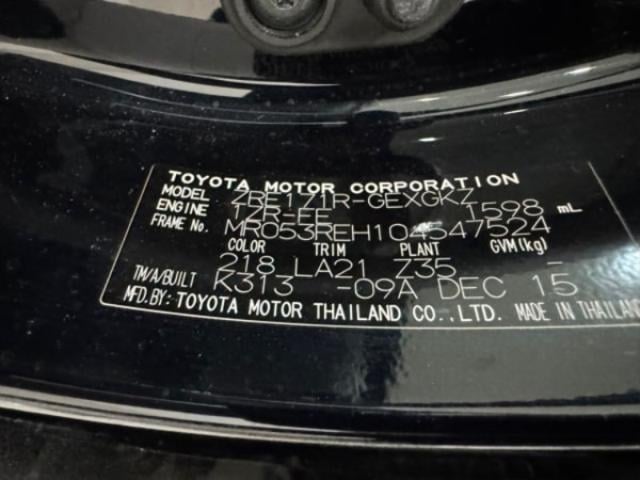 TOYOTA MOTOR CORPORATION
MODEL ZRE171R-GEXGKZ
ENGINE 1ZR-FE 1598 mL
FRAME No. MR053REH104547524
COLOR TRIM PLANT GVM(kg)
218 LA21 Z35 -
TM/A/BUILT K313 -09A DEC 15
MFD.BY: TOYOTA MOTOR THAILAND CO.,LTD. MADE IN THAILAND